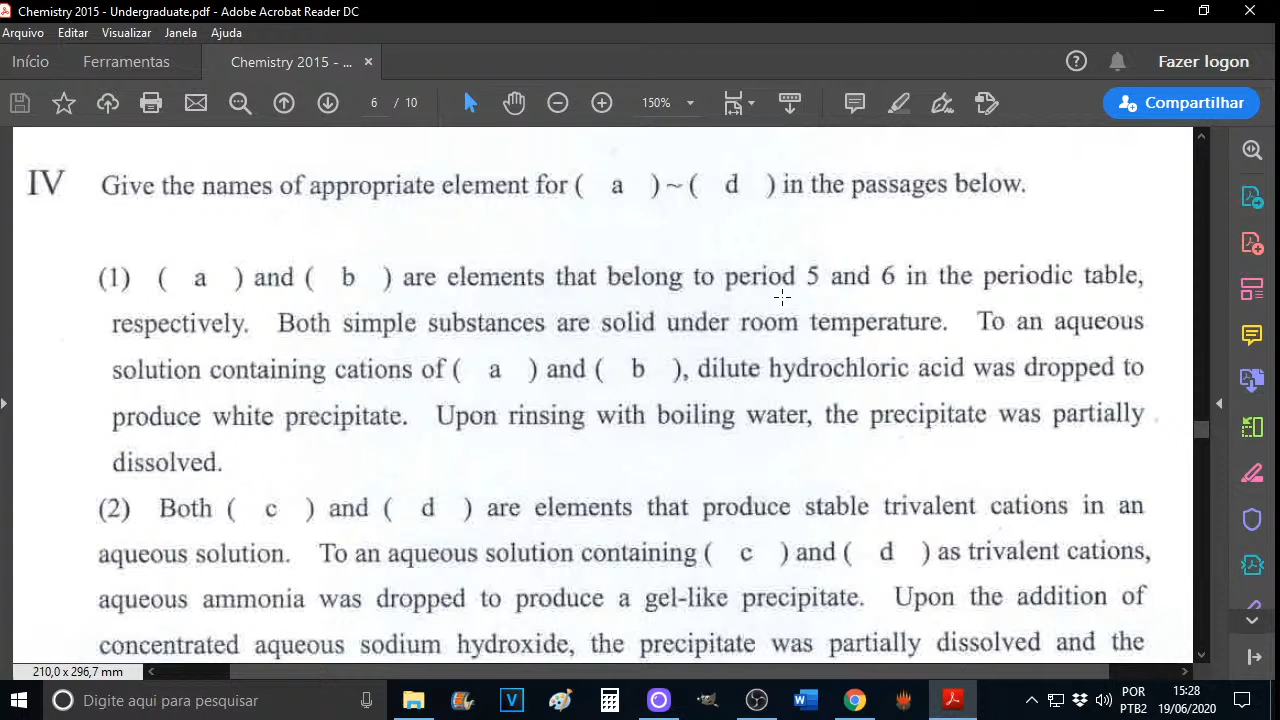 Chemistry 2015 - Undergraduate.pdf - Adobe Acrobat Reader DC
Arquivo Editar Visualizar Janela Ajuda
Início Ferramentas Chemistry 2015 - ... × Fazer logon
6 / 10 150% Compartilhar
IV Give the names of appropriate element for ( a ) ~ ( d ) in the passages below.
(1) ( a ) and ( b ) are elements that belong to period 5 and 6 in the periodic table,
respectively. Both simple substances are solid under room temperature. To an aqueous
solution containing cations of ( a ) and ( b ), dilute hydrochloric acid was dropped to
produce white precipitate. Upon rinsing with boiling water, the precipitate was partially
dissolved.
(2) Both ( c ) and ( d ) are elements that produce stable trivalent cations in an
aqueous solution. To an aqueous solution containing ( c ) and ( d ) as trivalent cations,
aqueous ammonia was dropped to produce a gel-like precipitate. Upon the addition of
concentrated aqueous sodium hydroxide, the precipitate was partially dissolved and the
210,0 x 296,7 mm
Digite aqui para pesquisar
POR
PTB2
15:28
19/06/2020